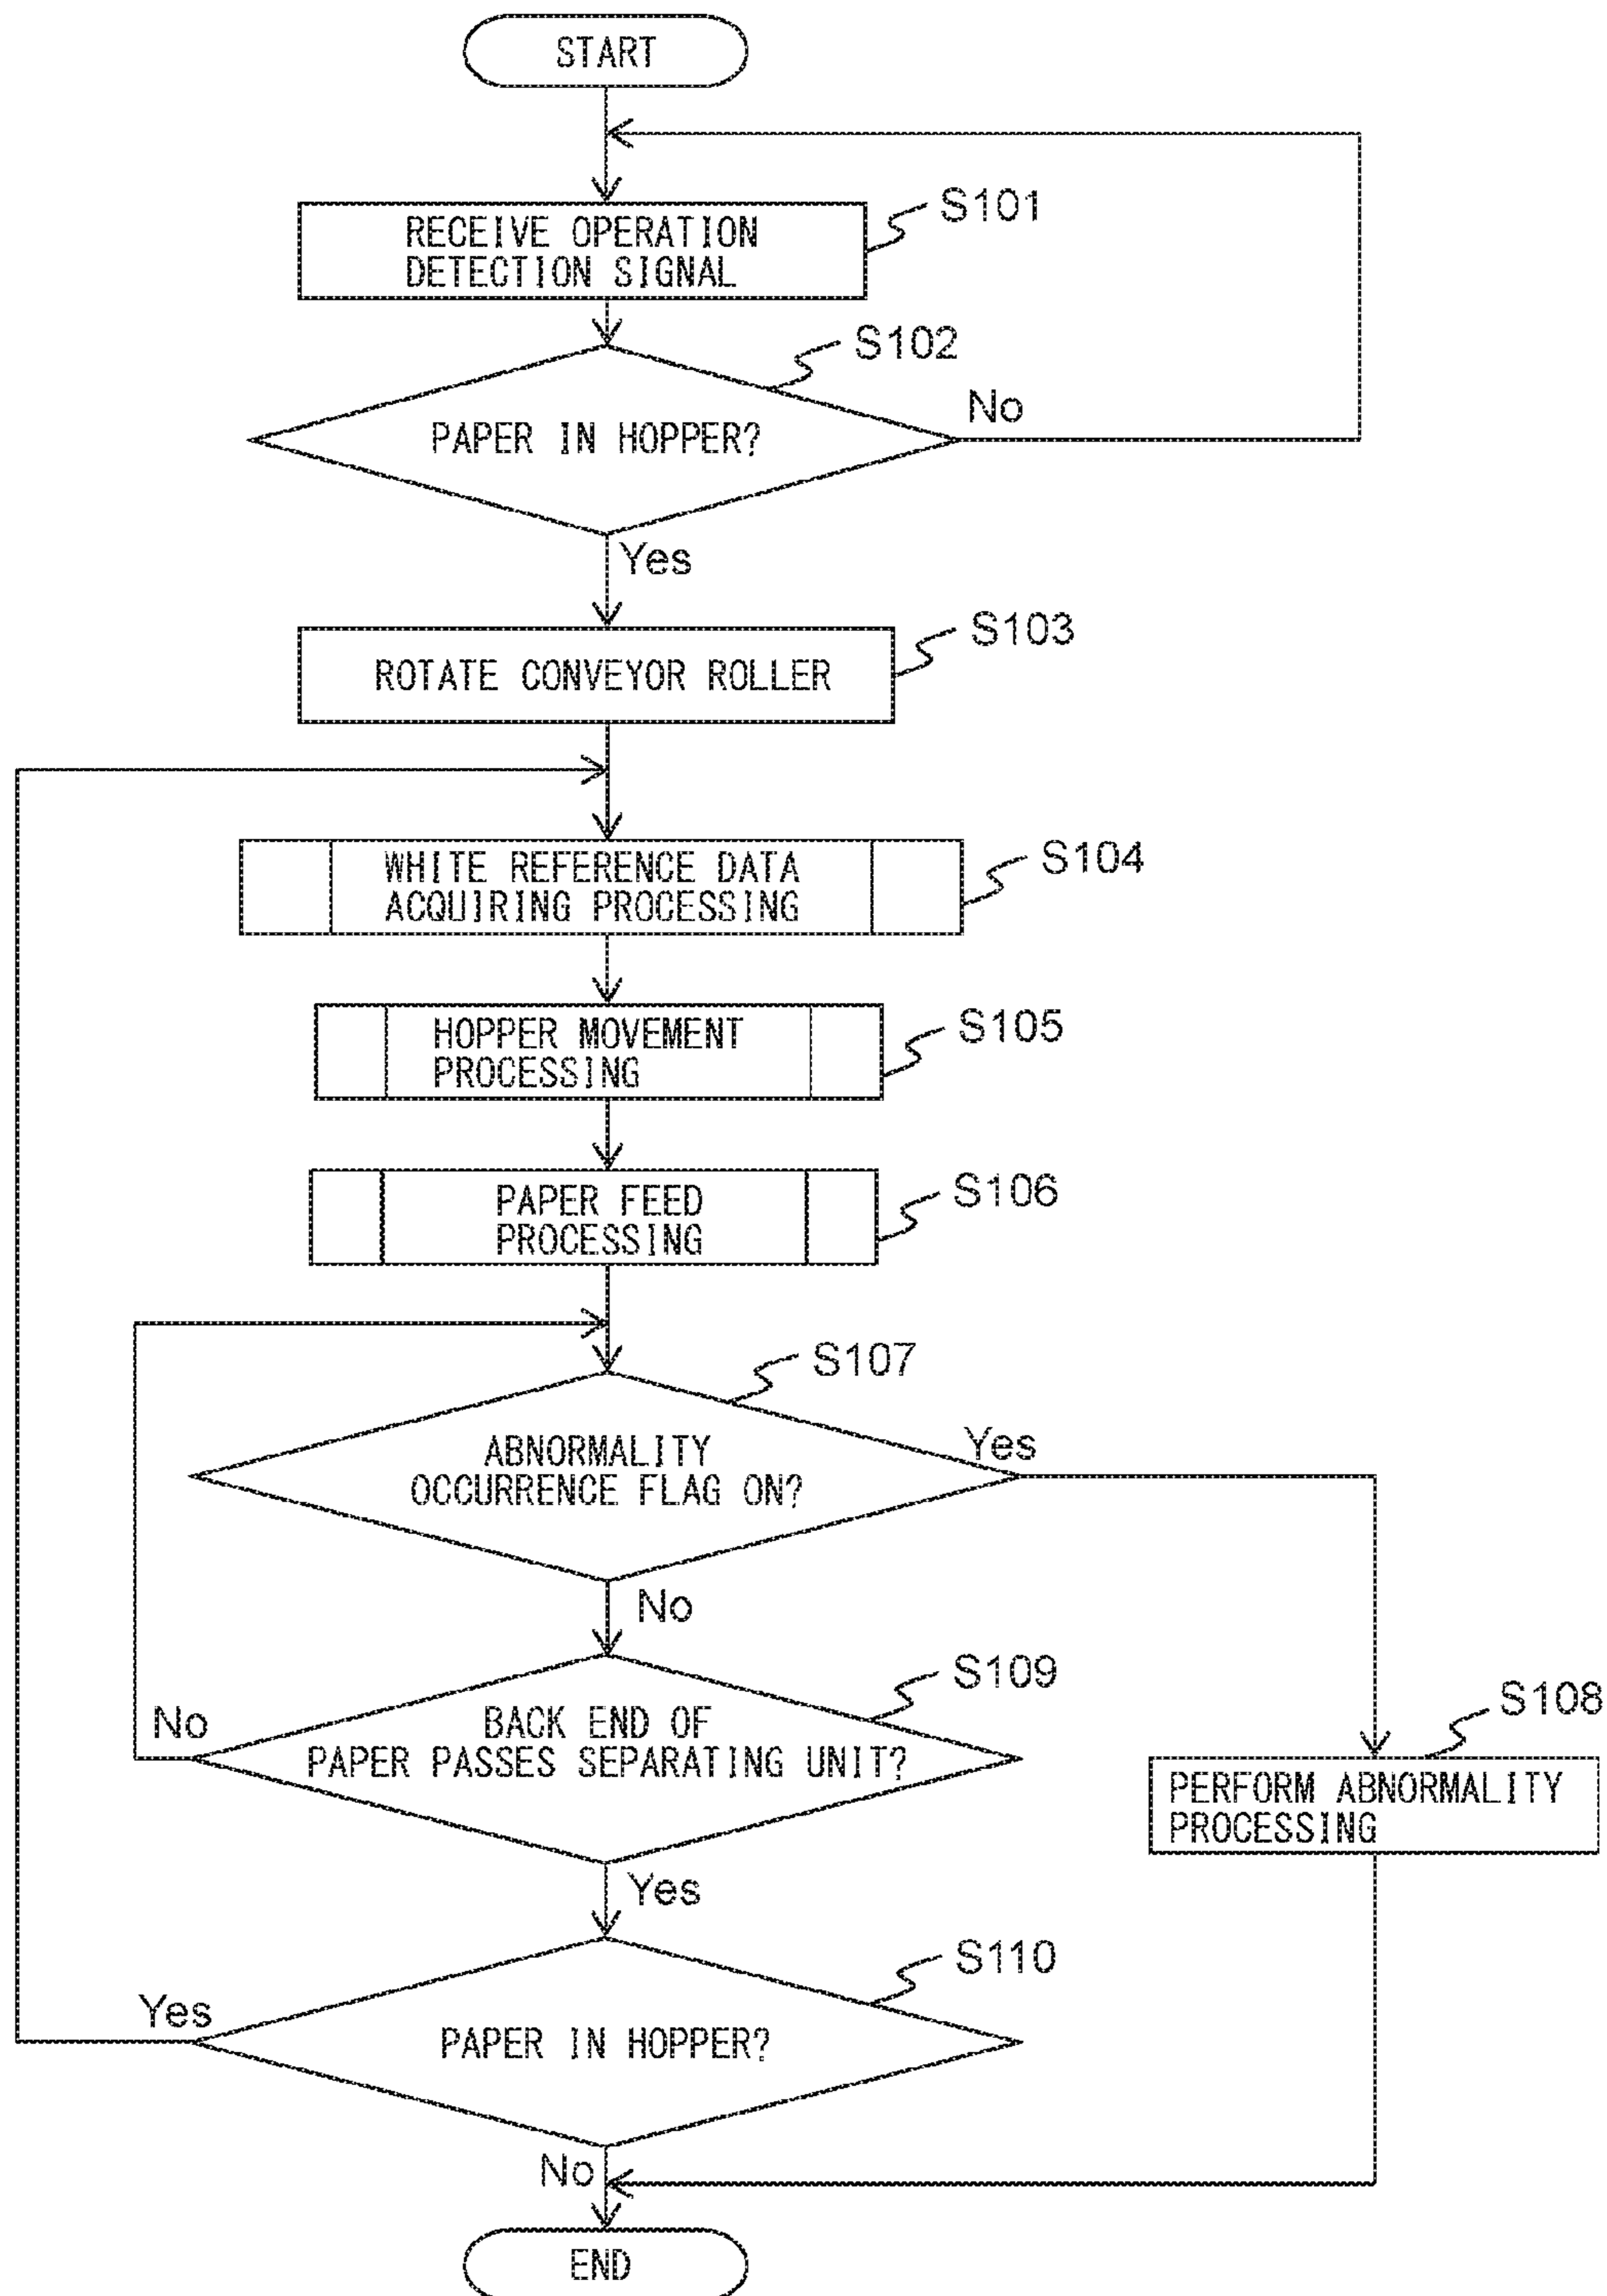 START
S101
RECEIVE OPERATION
DETECTION SIGNAL
S102
PAPER IN HOPPER?
No
Yes
S103
ROTATE CONVEYOR ROLLER
S104
WHITE REFERENCE DATA
ACQUIRING PROCESSING
S105
HOPPER MOVEMENT
PROCESSING
S106
PAPER FEED
PROCESSING
S107
ABNORMALITY
OCCURRENCE FLAG ON?
Yes
No
S109
BACK END OF
PAPER PASSES SEPARATING UNIT?
No
S108
PERFORM ABNORMALITY
PROCESSING
Yes
S110
PAPER IN HOPPER?
Yes
No
END